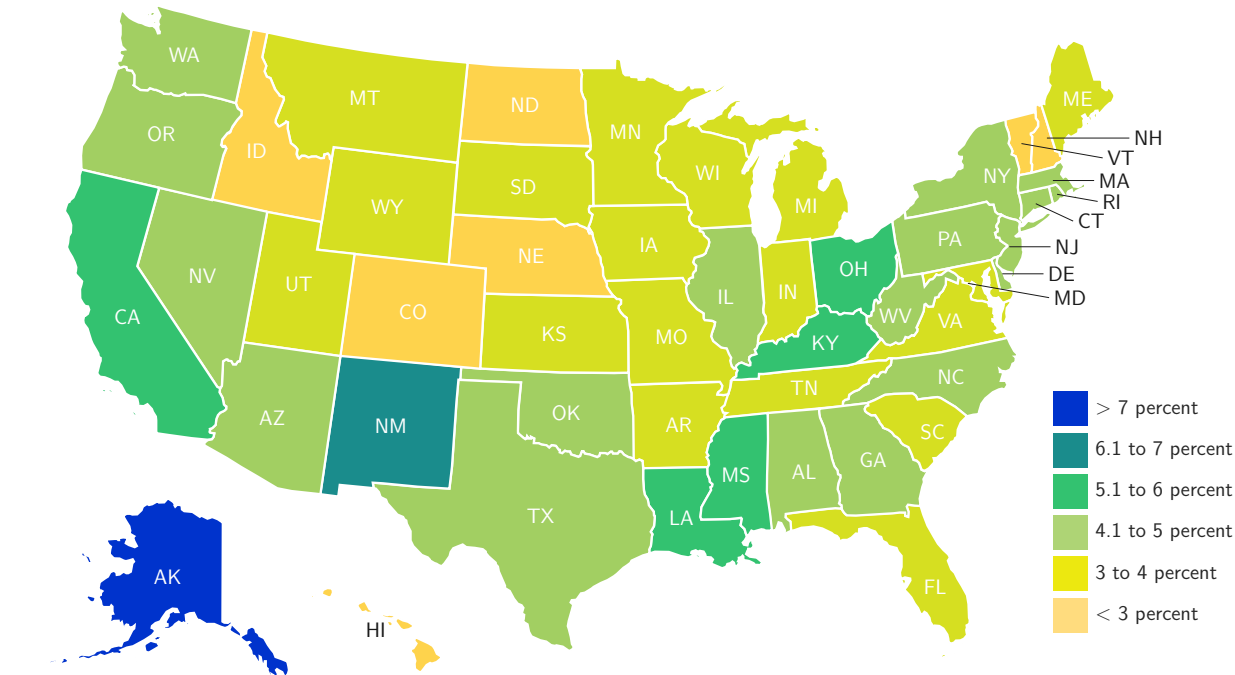 WA
MT
ND
MN
ME
OR
ID
SD
WI
NH
VT
NY
MA
RI
CT
WY
MI
IA
PA
NJ
NE
OH
DE
MD
NV
UT
CO
IL
IN
WV
VA
CA
KS
MO
KY
NC
TN
AZ
NM
OK
AR
SC
GA
AL
MS
TX
LA
FL
AK
HI
> 7 percent
6.1 to 7 percent
5.1 to 6 percent
4.1 to 5 percent
3 to 4 percent
< 3 percent